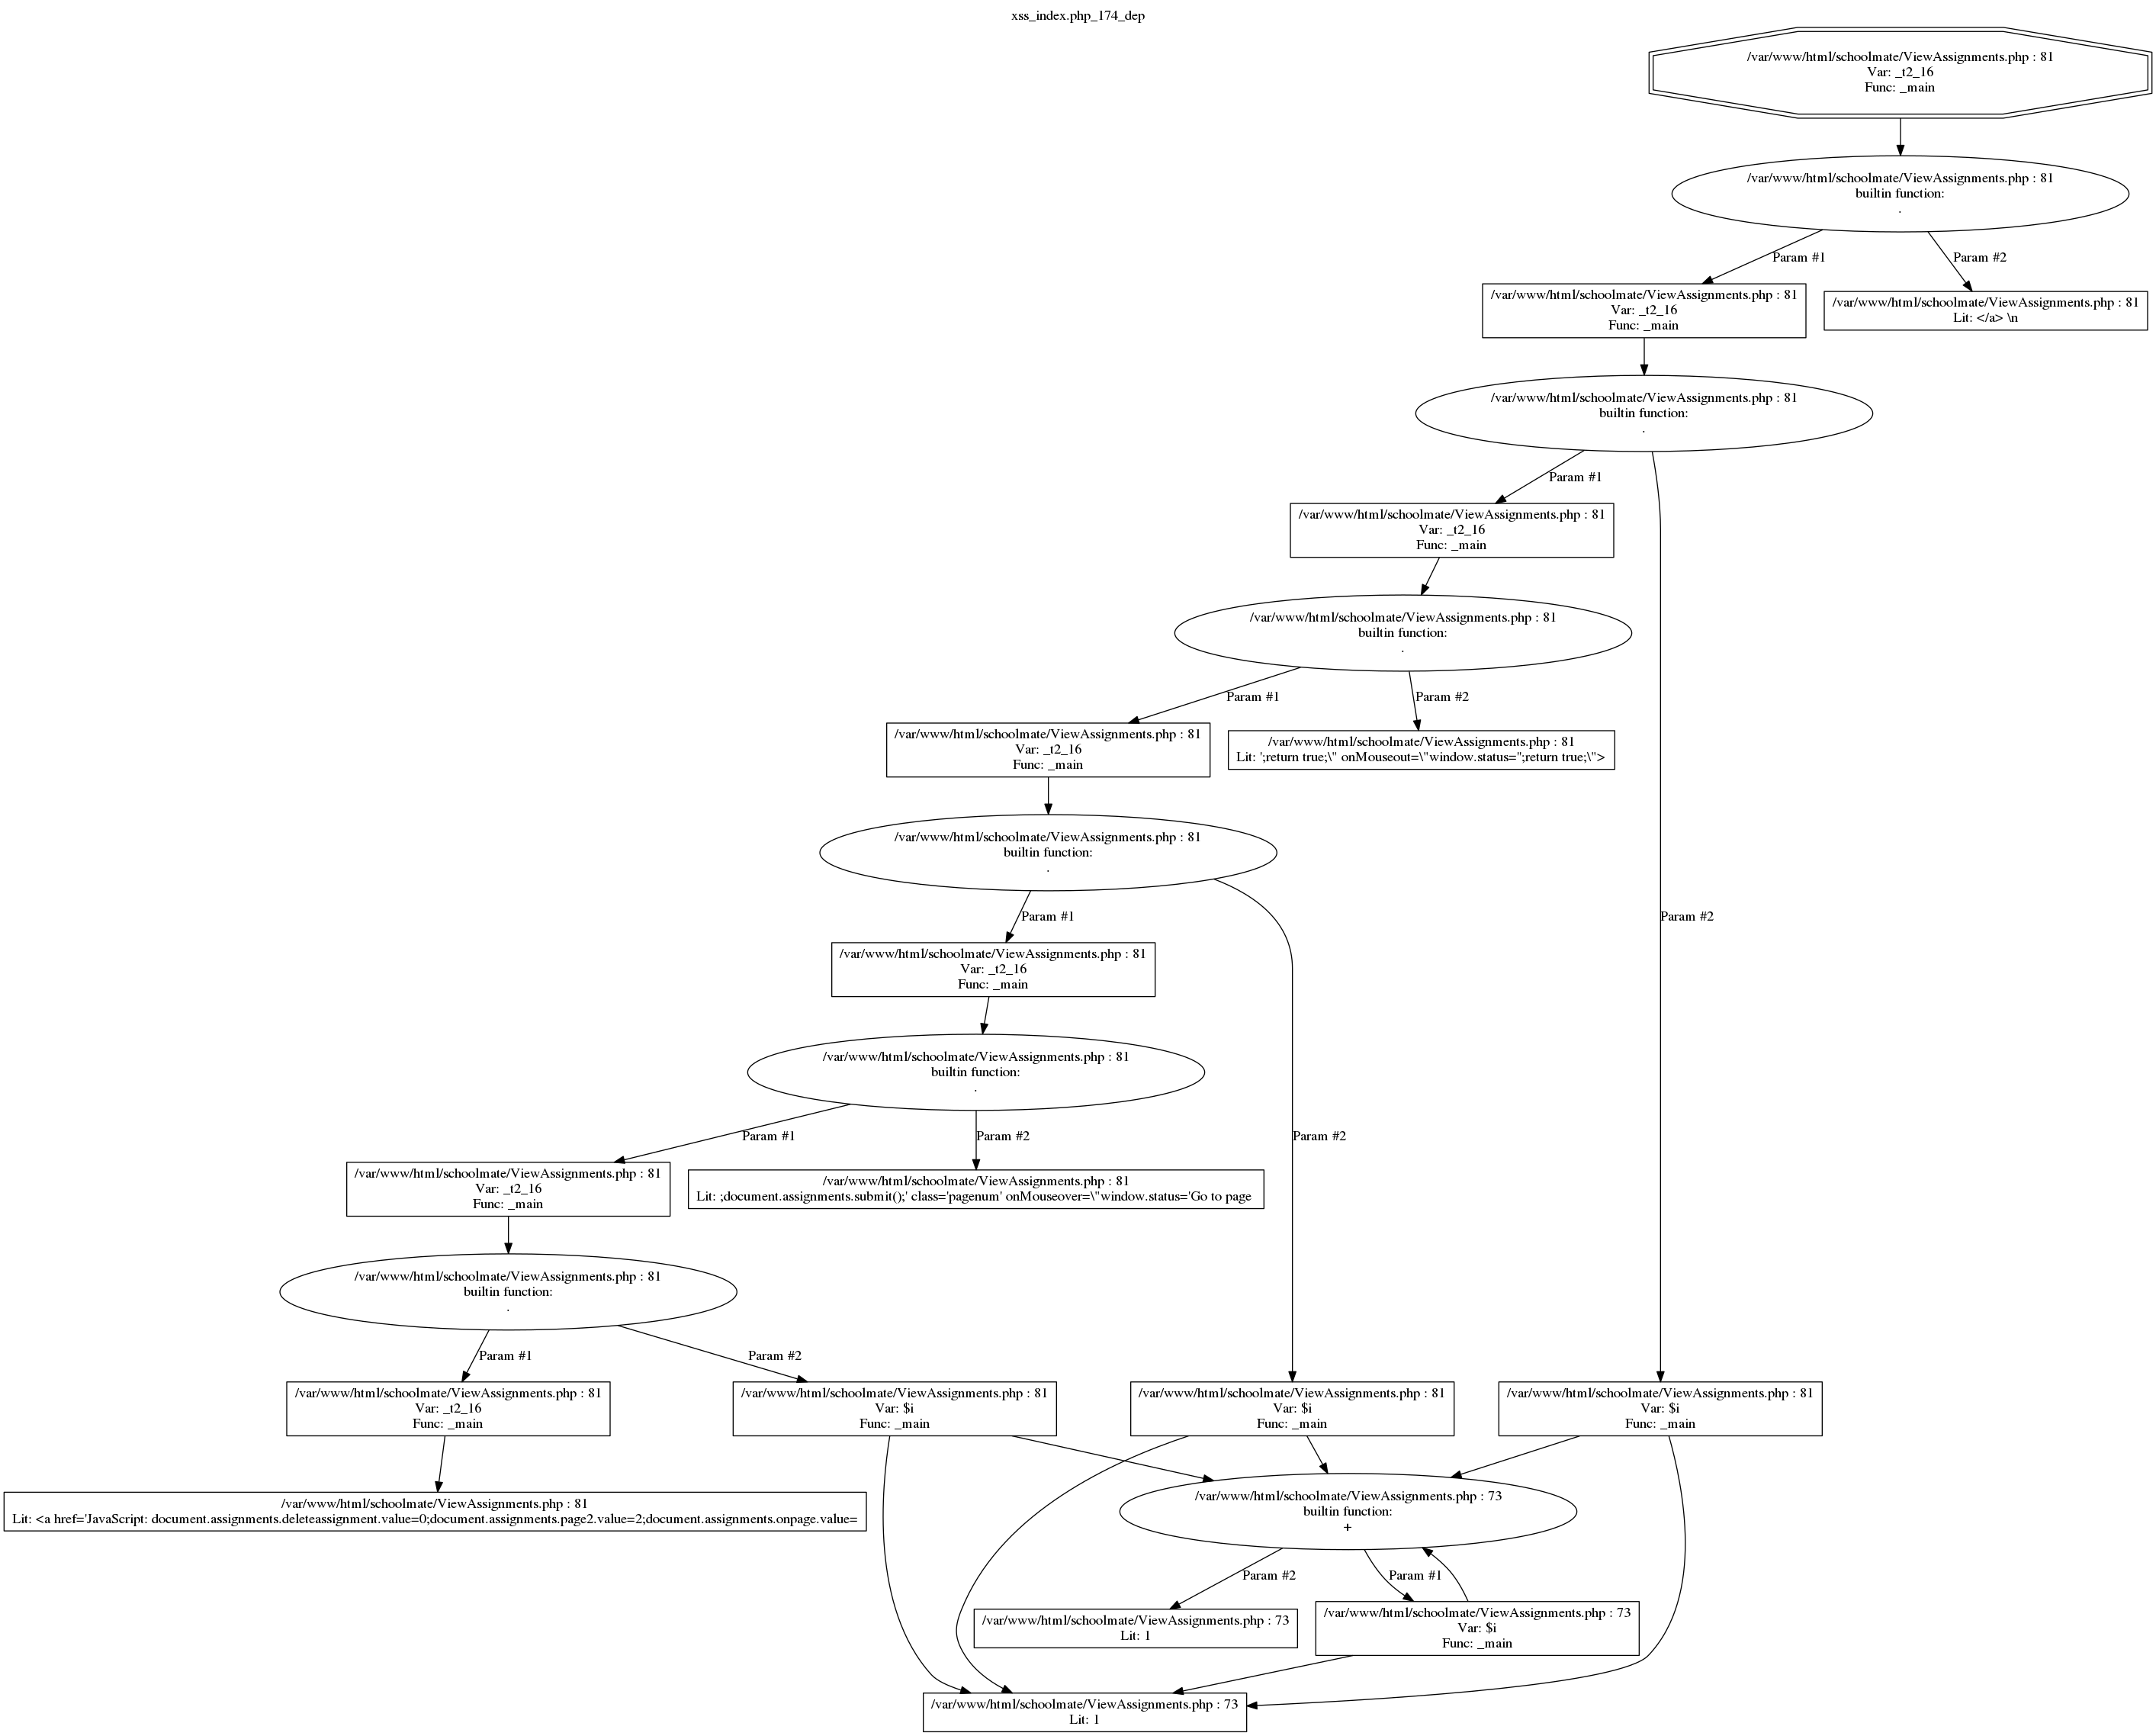 xss_index.php_174_dep
/var/www/html/schoolmate/ViewAssignments.php : 81
Var: _t2_16
Func: _main
/var/www/html/schoolmate/ViewAssignments.php : 81
builtin function:
.
Param #1
Param #2
/var/www/html/schoolmate/ViewAssignments.php : 81
Var: _t2_16
Func: _main
/var/www/html/schoolmate/ViewAssignments.php : 81
Lit: </a> \n
/var/www/html/schoolmate/ViewAssignments.php : 81
builtin function:
.
Param #1
/var/www/html/schoolmate/ViewAssignments.php : 81
Var: _t2_16
Func: _main
/var/www/html/schoolmate/ViewAssignments.php : 81
builtin function:
.
Param #1
Param #2
/var/www/html/schoolmate/ViewAssignments.php : 81
Var: _t2_16
Func: _main
/var/www/html/schoolmate/ViewAssignments.php : 81
Lit: ';return true;\" onMouseout=\"window.status='';return true;\">
/var/www/html/schoolmate/ViewAssignments.php : 81
builtin function:
.
Param #1
Param #2
/var/www/html/schoolmate/ViewAssignments.php : 81
Var: _t2_16
Func: _main
/var/www/html/schoolmate/ViewAssignments.php : 81
builtin function:
.
Param #1
Param #2
Param #2
/var/www/html/schoolmate/ViewAssignments.php : 81
Var: _t2_16
Func: _main
/var/www/html/schoolmate/ViewAssignments.php : 81
Lit: ;document.assignments.submit();' class='pagenum' onMouseover=\"window.status='Go to page
/var/www/html/schoolmate/ViewAssignments.php : 81
builtin function:
.
Param #1
Param #2
/var/www/html/schoolmate/ViewAssignments.php : 81
Var: _t2_16
Func: _main
/var/www/html/schoolmate/ViewAssignments.php : 81
Var: $i
Func: _main
/var/www/html/schoolmate/ViewAssignments.php : 81
Var: $i
Func: _main
/var/www/html/schoolmate/ViewAssignments.php : 81
Var: $i
Func: _main
/var/www/html/schoolmate/ViewAssignments.php : 81
Lit: <a href='JavaScript: document.assignments.deleteassignment.value=0;document.assignments.page2.value=2;document.assignments.onpage.value=
/var/www/html/schoolmate/ViewAssignments.php : 73
builtin function:
+
Param #2
Param #1
/var/www/html/schoolmate/ViewAssignments.php : 73
Lit: 1
/var/www/html/schoolmate/ViewAssignments.php : 73
Var: $i
Func: _main
/var/www/html/schoolmate/ViewAssignments.php : 73
Lit: 1